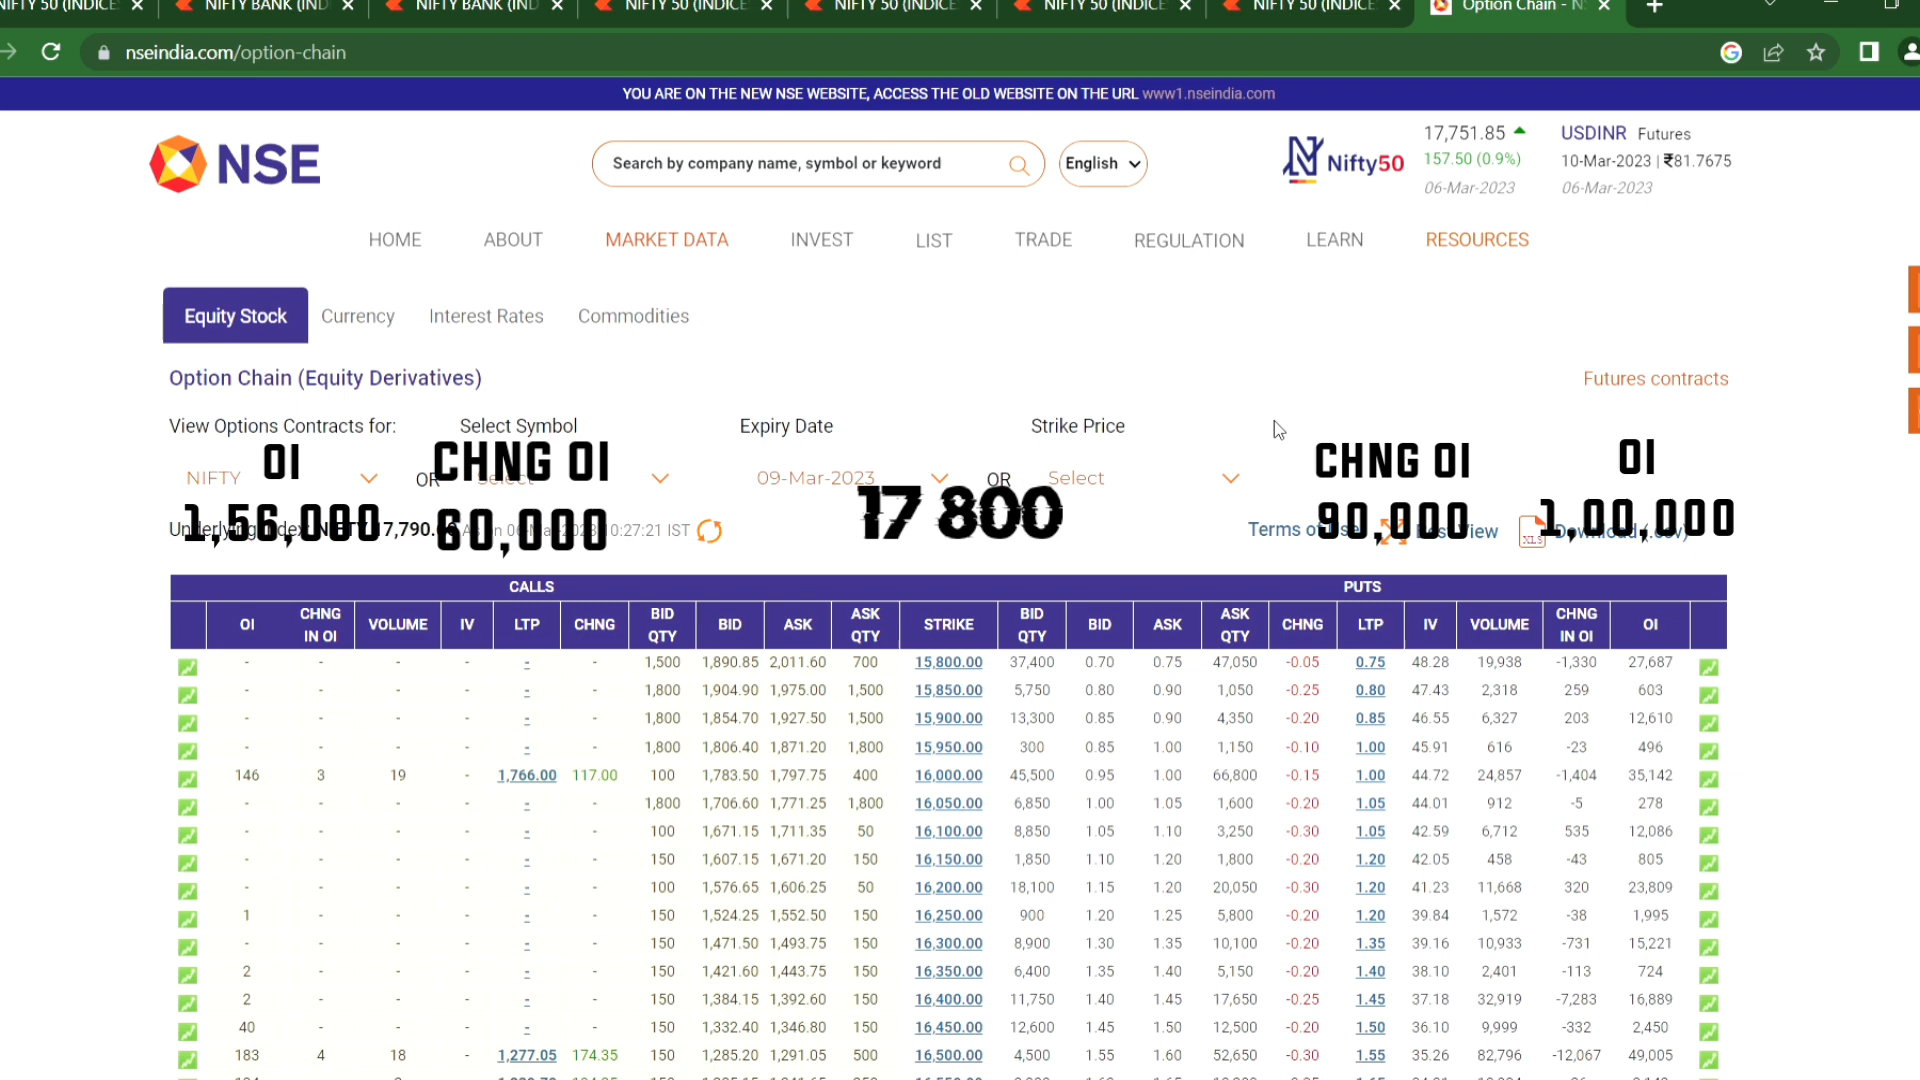 NIFTY 50 (INDICE NIFTY BANK (IND NIFTY BANK (IND NIFTY 50 (INDICE NIFTY 50 (INDICE NIFTY 50 (INDICE NIFTY 50 (INDICE Option Chain - N
nseindia.com/option-chain
YOU ARE ON THE NEW NSE WEBSITE, ACCESS THE OLD WEBSITE ON THE URL www1.nseindia.com
NSE
Search by company name, symbol or keyword
English
Nifty50
17,751.85
157.50 (0.9%)
06-Mar-2023
USDINR Futures
10-Mar-2023 | ₹81.7675
06-Mar-2023
HOME ABOUT MARKET DATA INVEST LIST TRADE REGULATION LEARN RESOURCES
Equity Stock Currency Interest Rates Commodities
Option Chain (Equity Derivatives) Futures contracts
View Options Contracts for: Select Symbol Expiry Date Strike Price
OI CHNG OI CHNG OI OI
NIFTY OR Select 09-Mar-2023 OR Select
1,56,000 60,000 17 800 90,000 1,00,000
Underlying Index: NIFTY 17,790. As on 06-Mar-2023 10:27:21 IST Terms of Use View Download (.csv)
XLS
CALLS PUTS
OI CHNG IN OI VOLUME IV LTP CHNG BID QTY BID ASK ASK QTY STRIKE BID QTY BID ASK ASK QTY CHNG LTP IV VOLUME CHNG IN OI OI
- - - - - - 1,500 1,890.85 2,011.60 700 15,800.00 37,400 0.70 0.75 47,050 -0.05 0.75 48.28 19,938 -1,330 27,687
- - - - - - 1,800 1,904.90 1,975.00 1,500 15,850.00 5,750 0.80 0.90 1,050 -0.25 0.80 47.43 2,318 259 603
- - - - - - 1,800 1,854.70 1,927.50 1,500 15,900.00 13,300 0.85 0.90 4,350 -0.20 0.85 46.55 6,327 203 12,610
- - - - - - 1,800 1,806.40 1,871.20 1,800 15,950.00 300 0.85 1.00 1,150 -0.10 1.00 45.91 616 -23 496
146 3 19 - 1,766.00 117.00 100 1,783.50 1,797.75 400 16,000.00 45,500 0.95 1.00 66,800 -0.15 1.00 44.72 24,857 -1,404 35,142
- - - - - - 1,800 1,706.60 1,771.25 1,800 16,050.00 6,850 1.00 1.05 1,600 -0.20 1.05 44.01 912 -5 278
- - - - - - 100 1,671.15 1,711.35 50 16,100.00 8,850 1.05 1.10 3,250 -0.30 1.05 42.59 6,712 535 12,086
- - - - - - 150 1,607.15 1,671.20 150 16,150.00 1,850 1.10 1.20 1,800 -0.20 1.20 42.05 458 -43 805
- - - - - - 100 1,576.65 1,606.25 50 16,200.00 18,100 1.15 1.20 20,050 -0.30 1.20 41.23 11,668 320 23,809
1 - - - - - 150 1,524.25 1,552.50 150 16,250.00 900 1.20 1.25 5,800 -0.20 1.20 39.84 1,572 -38 1,995
- - - - - - 150 1,471.50 1,493.75 150 16,300.00 8,900 1.30 1.35 10,100 -0.20 1.35 39.16 10,933 -731 15,221
2 - - - - - 150 1,421.60 1,443.75 150 16,350.00 6,400 1.35 1.40 5,150 -0.20 1.40 38.10 2,401 -113 724
2 - - - - - 150 1,384.15 1,392.60 150 16,400.00 11,750 1.40 1.45 17,650 -0.25 1.45 37.18 32,919 -7,283 16,889
40 - - - - - 150 1,332.40 1,346.80 150 16,450.00 12,600 1.45 1.50 12,500 -0.20 1.50 36.10 9,999 -332 2,450
183 4 18 - 1,277.05 174.35 150 1,285.20 1,291.05 500 16,500.00 4,500 1.55 1.60 52,650 -0.30 1.55 35.26 82,796 -12,067 49,005